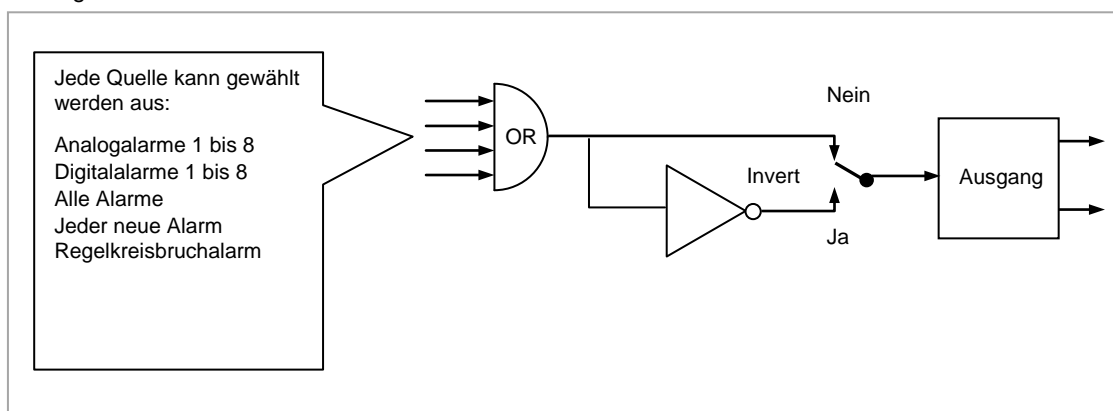 Jede Quelle kann gewählt
werden aus:
Analogalarme 1 bis 8
Digitalalarme 1 bis 8
Alle Alarme
Jeder neue Alarm
Regelkreisbruchalarm
OR
Nein
Invert
Ja
Ausgang